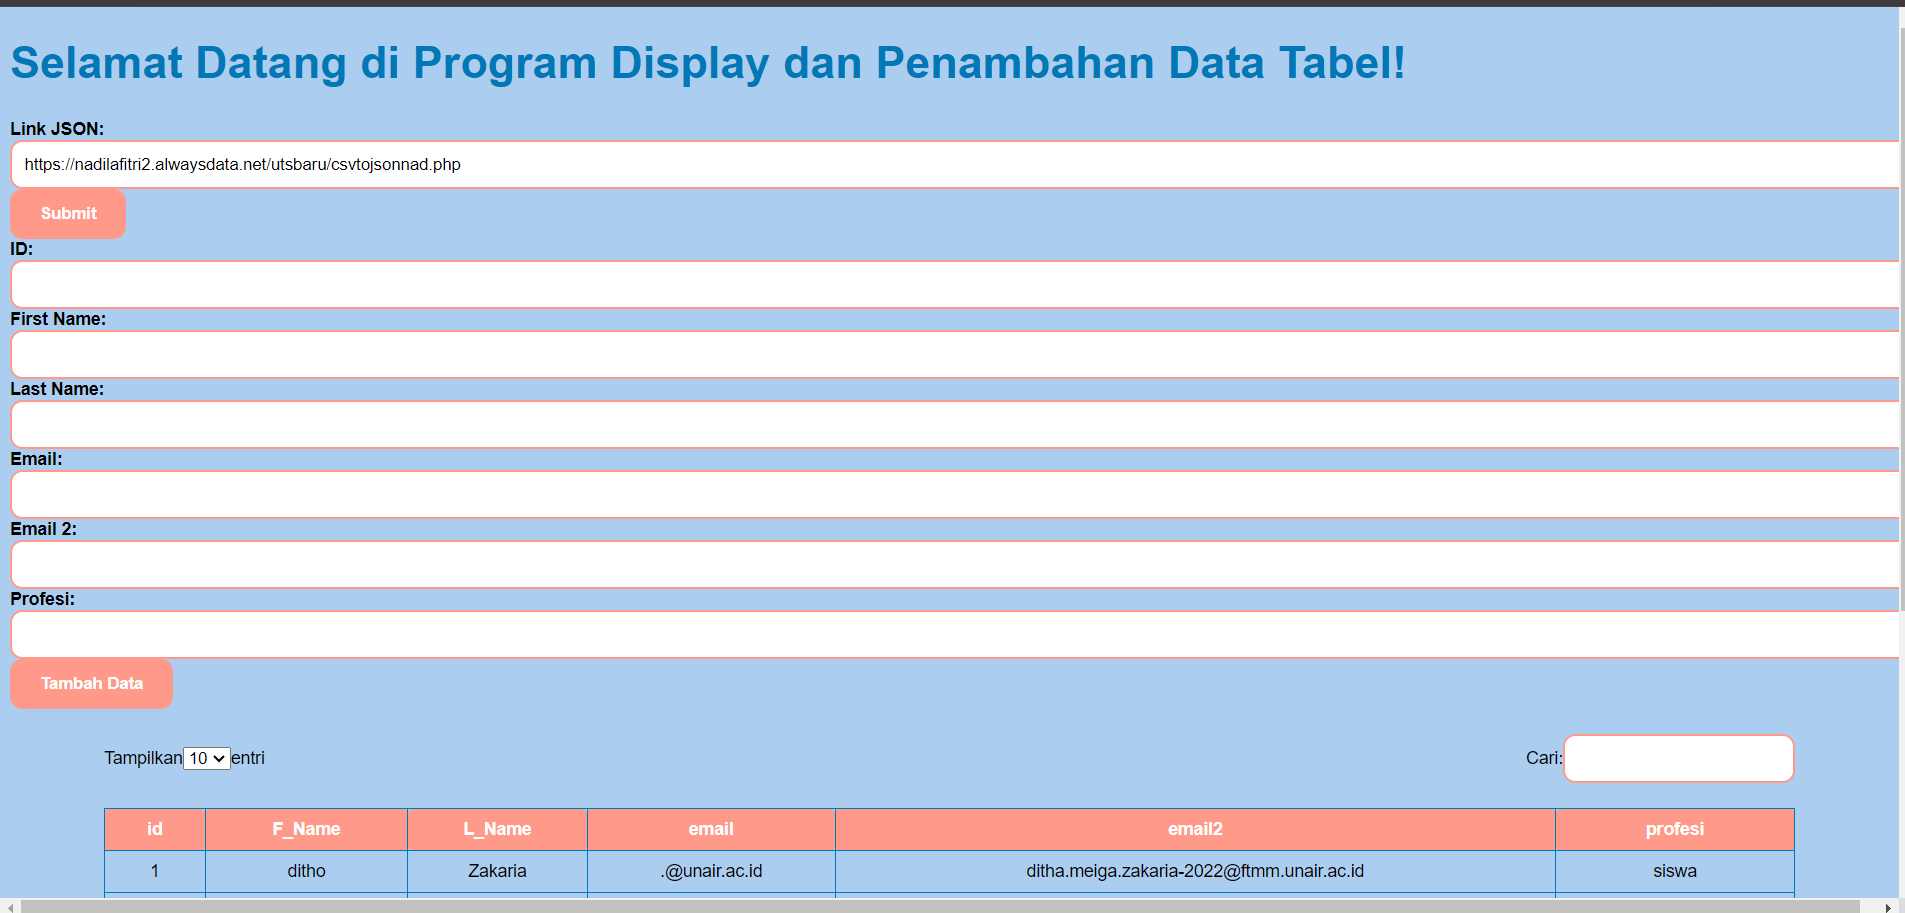 Selamat Datang di Program Display dan Penambahan Data Tabel!
Link JSON:
https://nadilafitri2.alwaysdata.net/utsbaru/csvtojsonnad.php
Submit
ID:
First Name:
Last Name:
Email:
Email 2:
Profesi:
Tambah Data
Tampilkan 10 entri Cari:
id F_Name L_Name email email2 profesi
1 ditho Zakaria .@unair.ac.id ditha.meiga.zakaria-2022@ftmm.unair.ac.id siswa